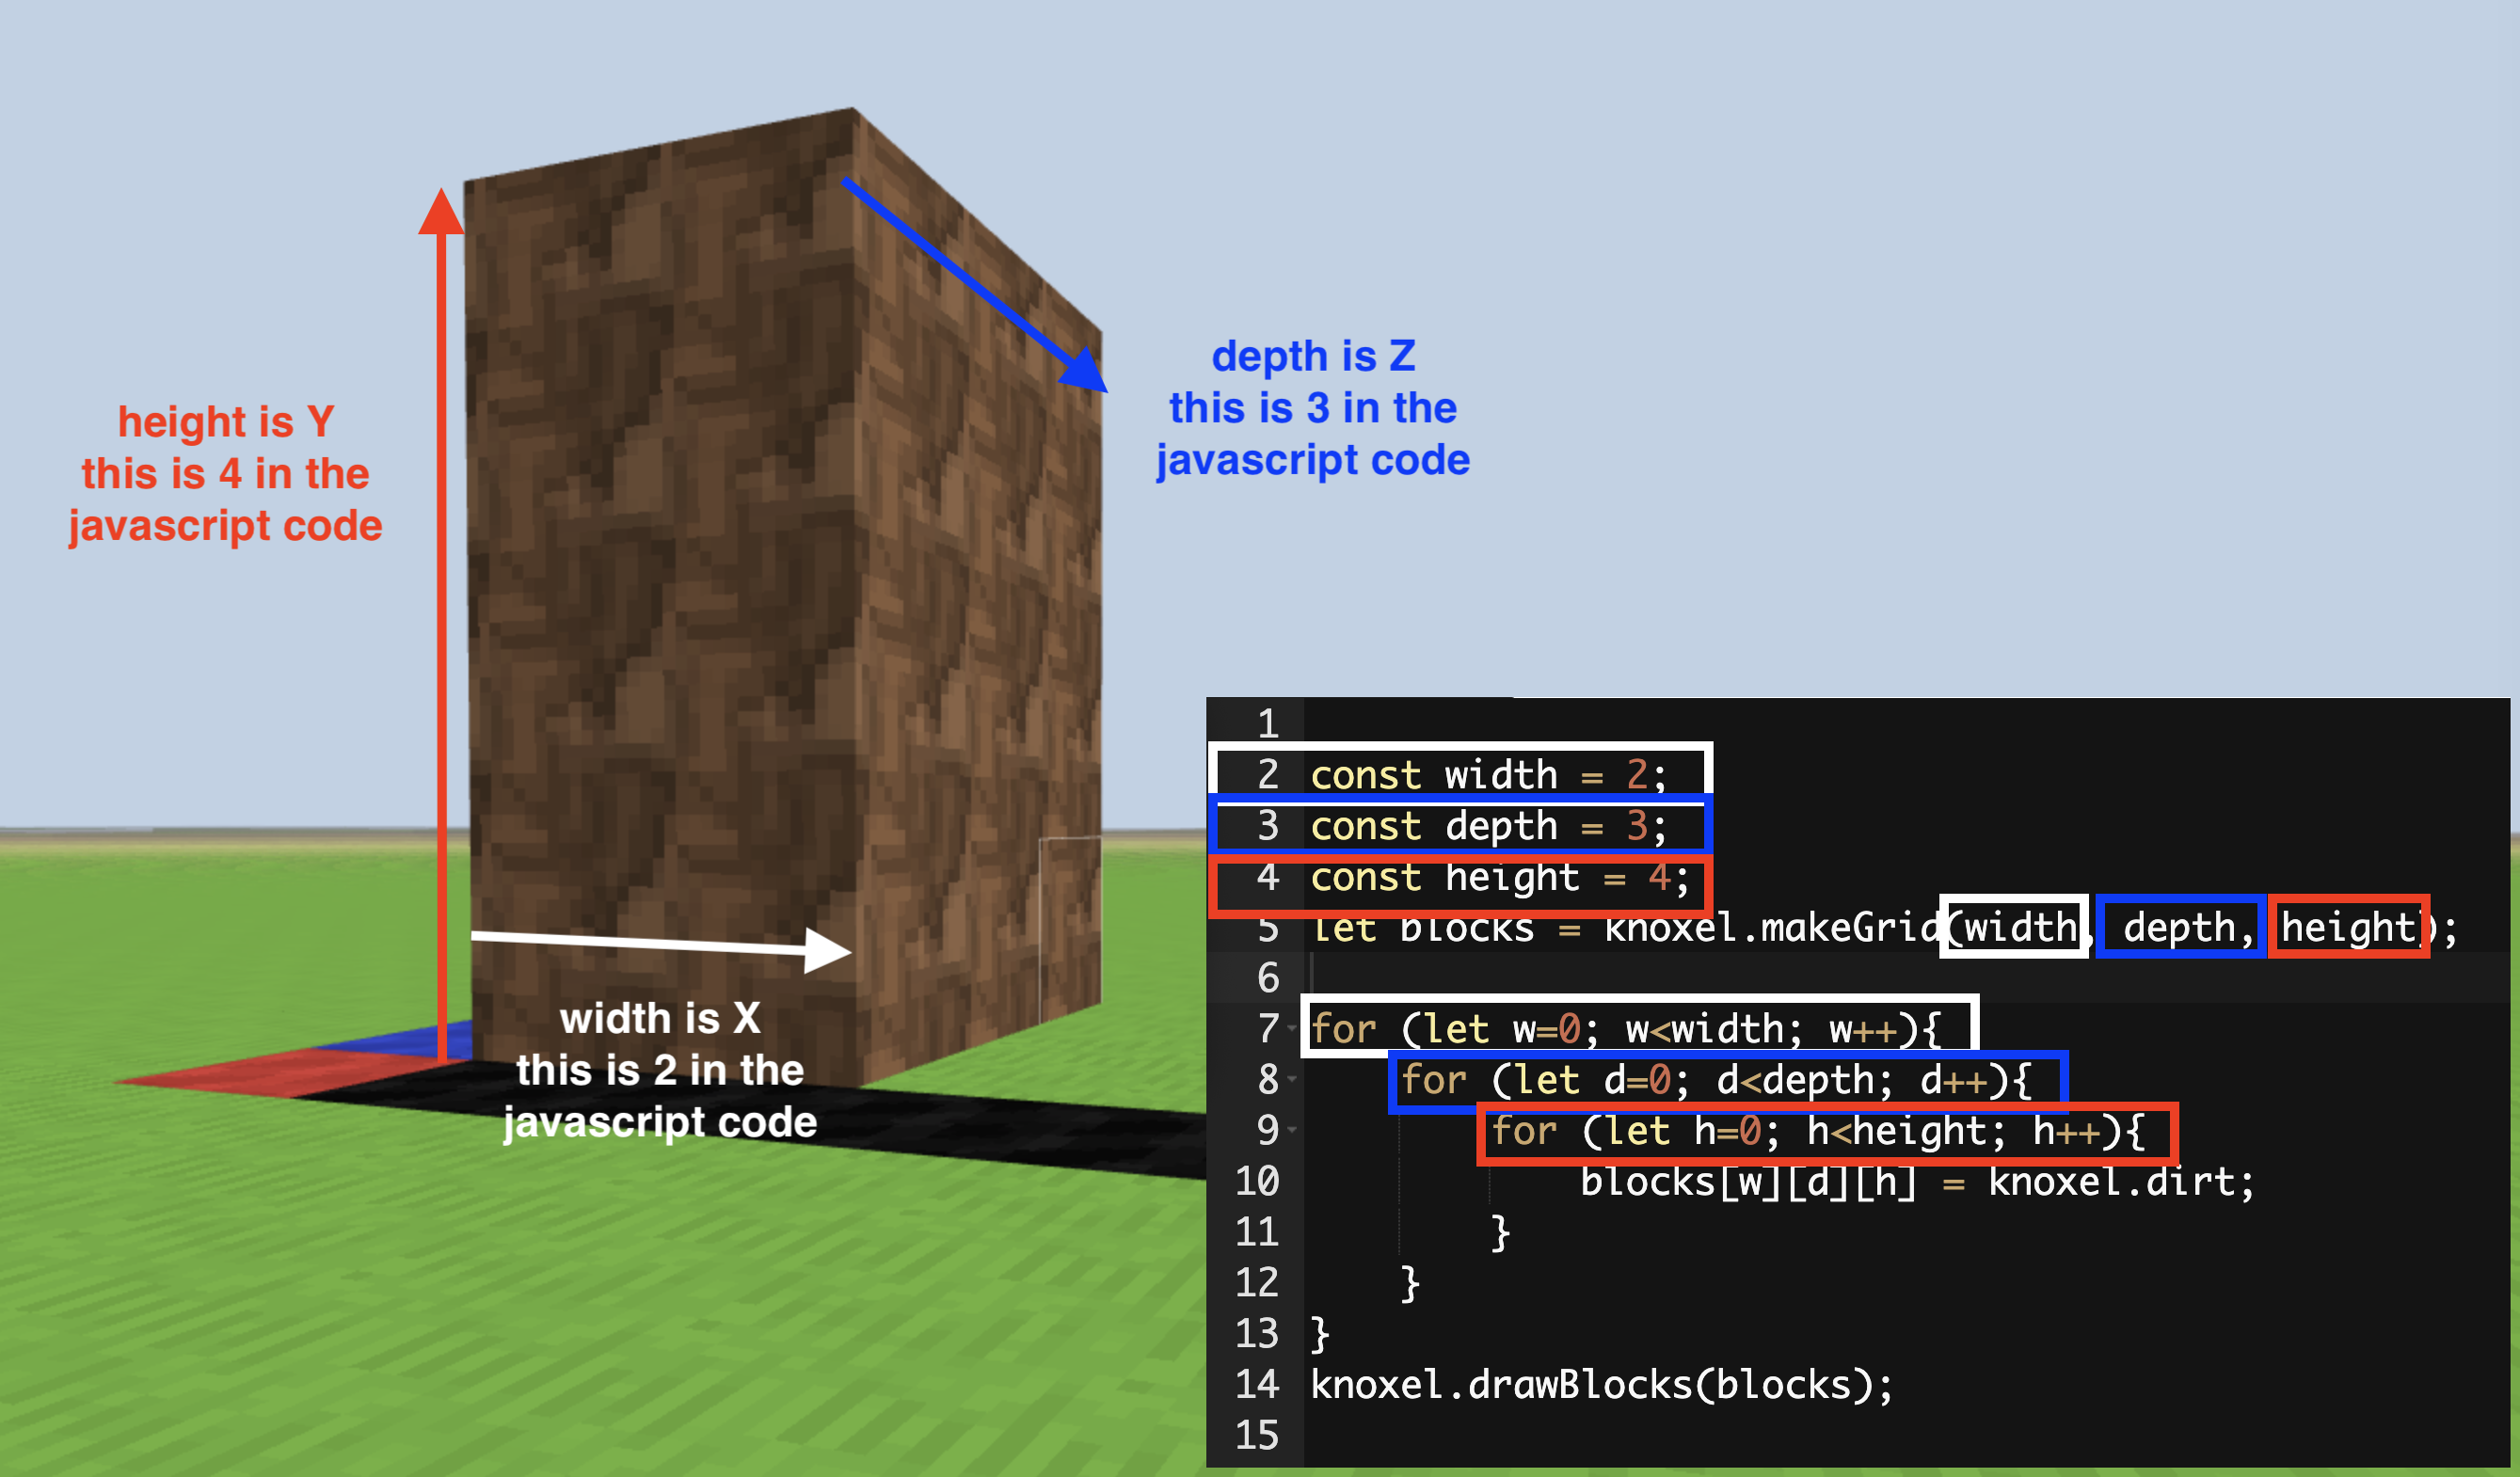 height is Y
this is 4 in the
javascript code
depth is Z
this is 3 in the
javascript code
width is X
this is 2 in the
javascript code
1
2 const width = 2;
3 const depth = 3;
4 const height = 4;
5 let blocks = knoxel.makeGrid(width, depth, height);
6
7 for (let w=0; w<width; w++){
8     for (let d=0; d<depth; d++){
9         for (let h=0; h<height; h++){
10             blocks[w][d][h] = knoxel.dirt;
11         }
12     }
13 }
14 knoxel.drawBlocks(blocks);
15